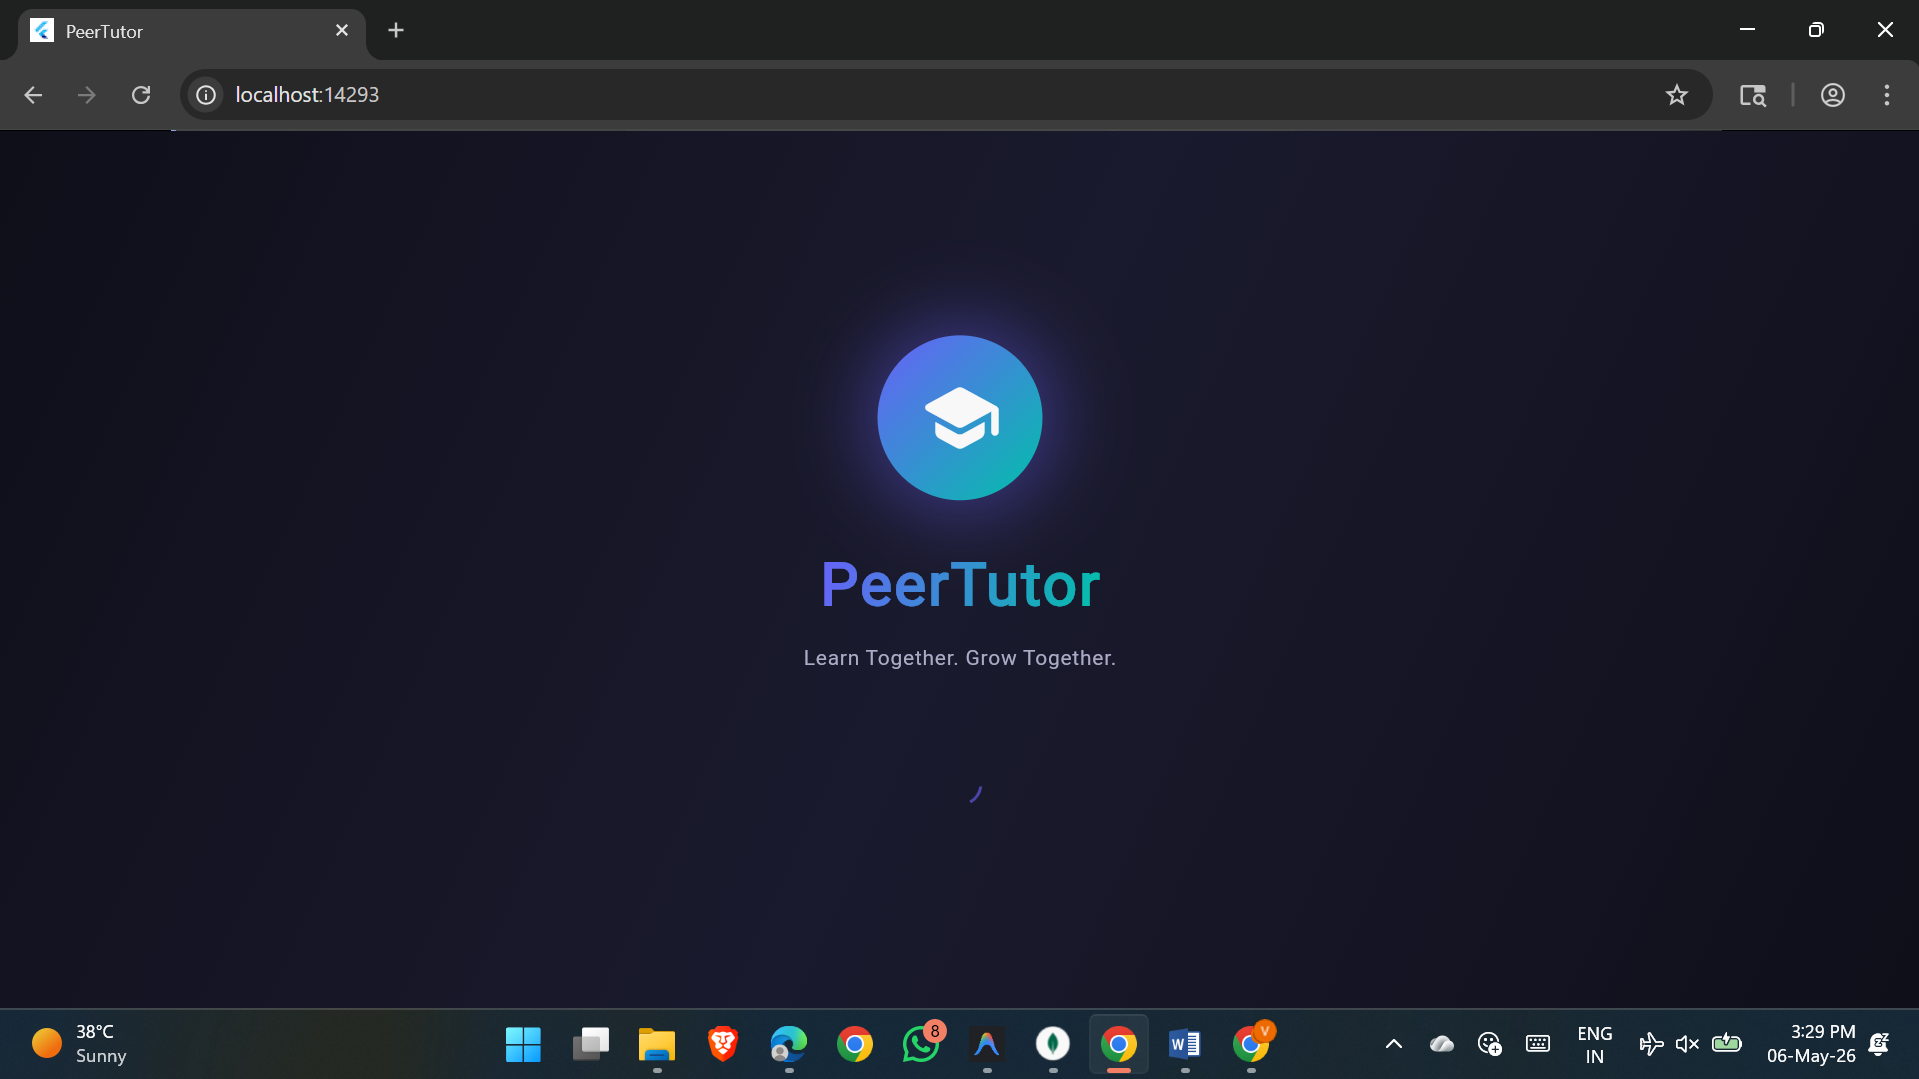 PeerTutor
localhost:14293
PeerTutor
Learn Together. Grow Together.
38°C
Sunny
8
W
V
ENG
IN
3:29 PM
06-May-26